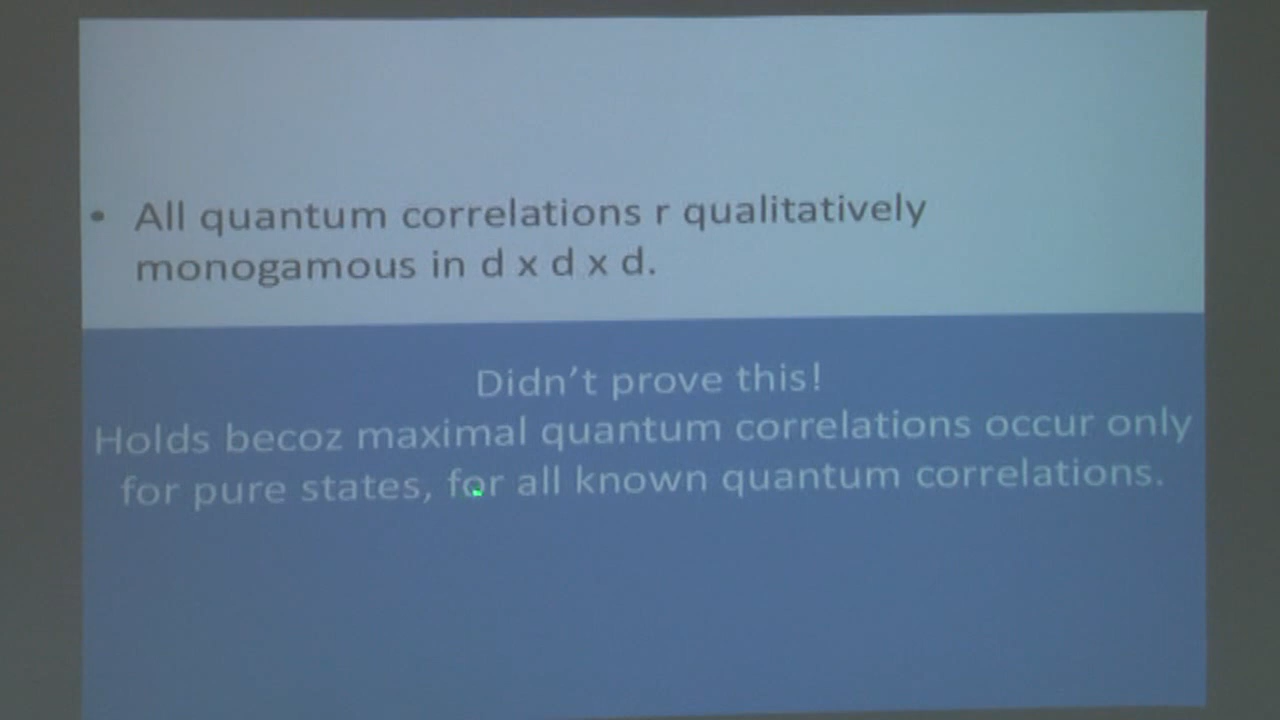 • All quantum correlations r qualitatively
monogamous in d x d x d.
Didn't prove this!
Holds becoz maximal quantum correlations occur only
for pure states, for all known quantum correlations.